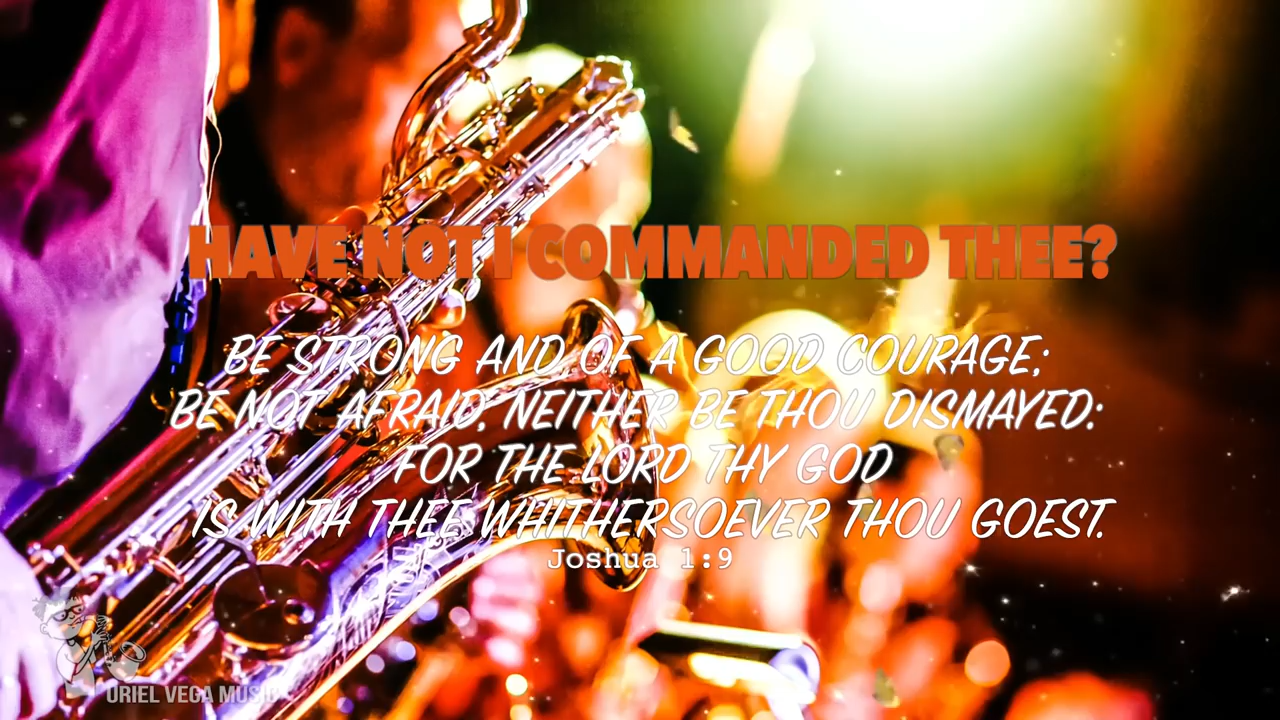 HAVE NOT I COMMANDED THEE?
BE STRONG AND OF A GOOD COURAGE;
BE NOT AFRAID, NEITHER BE THOU DISMAYED:
FOR THE LORD THY GOD
IS WITH THEE WHITHERSOEVER THOU GOEST.
Joshua 1:9
ORIEL VEGA MUSIC